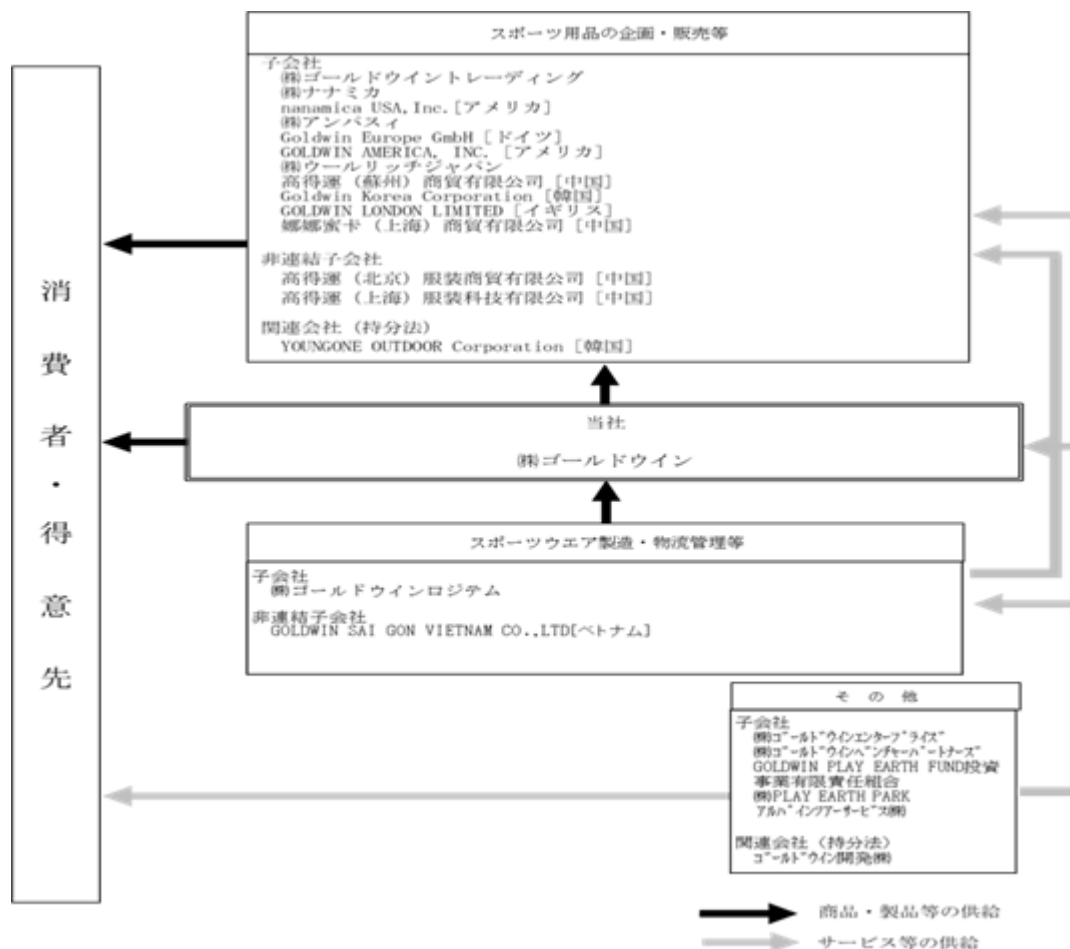 スポーツ用品の企画・販売等
子会社
㈱ゴールドウイントレーディング
㈱ナナミカ
nanamica USA,Inc.[アメリカ]
㈱アンパスィ
Goldwin Europe GmbH [ドイツ]
GOLDWIN AMERICA, INC. [アメリカ]
㈱ウールリッチジャパン
高得運（蘇州）商貿有限公司 [中国]
Goldwin Korea Corporation [韓国]
GOLDWIN LONDON LIMITED [イギリス]
娜娜蜜卡（上海）商貿有限公司 [中国]
非連結子会社
高得運（北京）服装商貿有限公司 [中国]
高得運（上海）服装科技有限公司 [中国]
関連会社（持分法）
YOUNGONE OUTDOOR Corporation [韓国]
消費者・得意先
当社
㈱ゴールドウイン
スポーツウエア製造・物流管理等
子会社
㈱ゴールドウインロジテム
非連結子会社
GOLDWIN SAI GON VIETNAM CO.,LTD[ベトナム]
その他
子会社
㈱ｺﾞｰﾙﾄﾞｳｲﾝｴﾝﾀｰﾌﾟﾗｲｽﾞ
㈱ｺﾞｰﾙﾄﾞｳｲﾝﾍﾞﾝﾁｬｰﾊﾟｰﾄﾅｰｽﾞ
GOLDWIN PLAY EARTH FUND投資
事業有限責任組合
㈱PLAY EARTH PARK
ｱﾙﾊﾟｲﾝﾂｱｰｻｰﾋﾞｽ㈱
関連会社（持分法）
ｺﾞｰﾙﾄﾞｳｲﾝ開発㈱
商品・製品等の供給
サービス等の供給